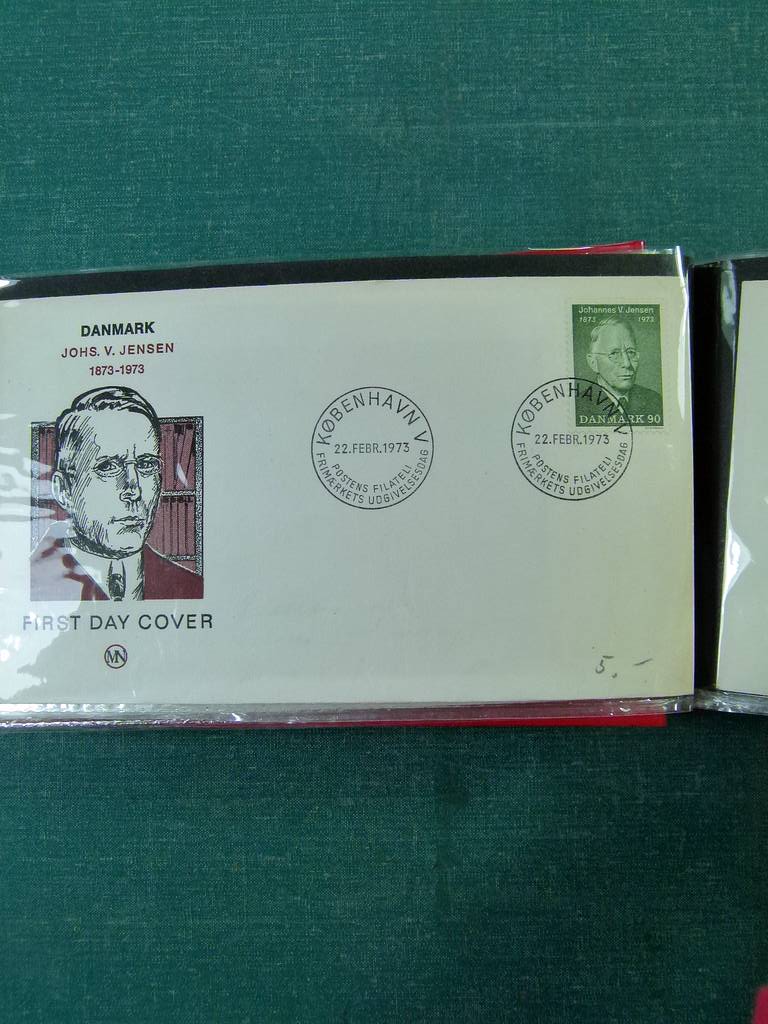 DANMARK
JOHS. V. JENSEN
1873-1973
FIRST DAY COVER
MN
KØBENHAVN V
22.FEBR.1973
POSTENS FILATELI
FRIMÆRKETS UDGIVELSESDAG
Johannes V. Jensen
1873 1973
DANMARK 90
KØBENHAVN V
22.FEBR.1973
POSTENS FILATELI
FRIMÆRKETS UDGIVELSESDAG
5.-